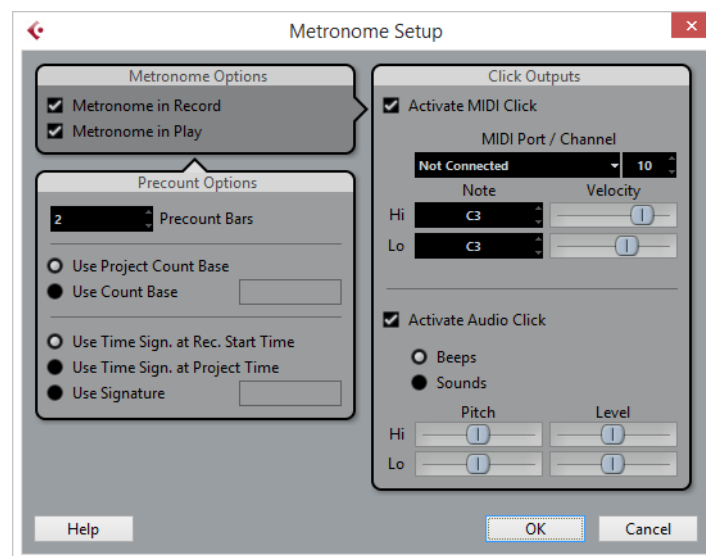 Metronome Setup
Metronome Options
Metronome in Record
Metronome in Play
Precount Options
2 Precount Bars
Use Project Count Base
Use Count Base
Use Time Sign. at Rec. Start Time
Use Time Sign. at Project Time
Use Signature
Click Outputs
Activate MIDI Click
MIDI Port / Channel
Not Connected 10
Note Velocity
Hi C3
Lo C3
Activate Audio Click
Beeps
Sounds
Pitch Level
Hi
Lo
Help OK Cancel